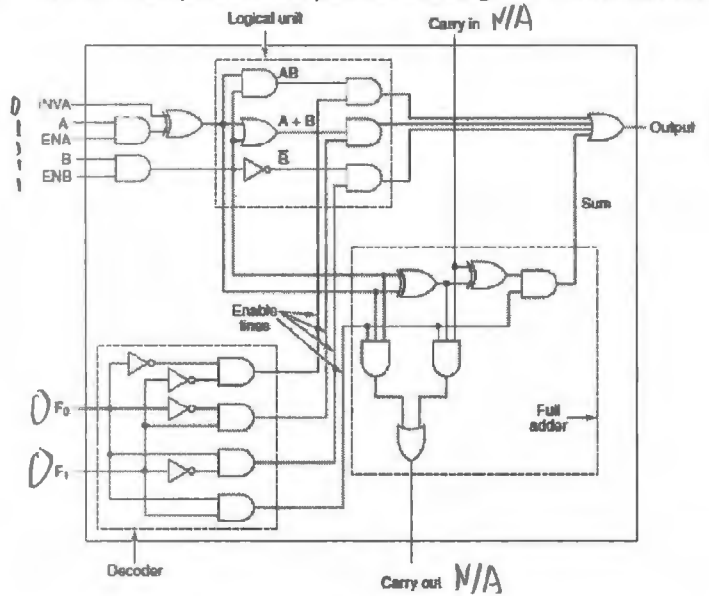 Logical unit
Carry in N/A
AB
0 INVA
1 A
1 ENA
1 B
1 ENB
A + B
B̅
Output
Sum
Enable
lines
0 F₀
0 F₁
Full
adder
Decoder
Carry out N/A